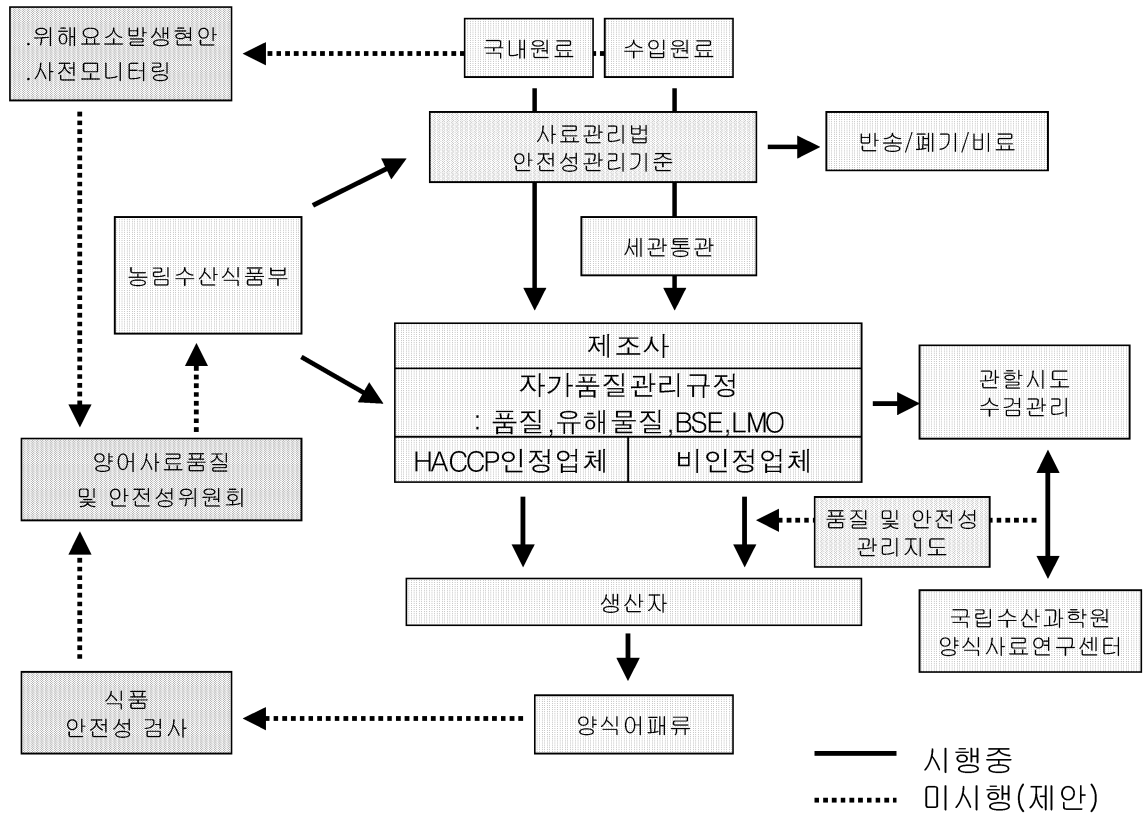 .위해요소발생현안
.사전모니터링
국내원료
수입원료
사료관리법
안전성관리기준
반송/폐기/비료
세관통관
농림수산식품부
제조사
자가품질관리규정
: 품질,유해물질,BSE,LMO
HACCP인정업체
비인정업체
관할시도
수검관리
양어사료품질
및 안전성위원회
품질 및 안전성
관리지도
생산자
국립수산과학원
양식사료연구센터
식품
안전성 검사
양식어패류
시행중
미시행(제안)